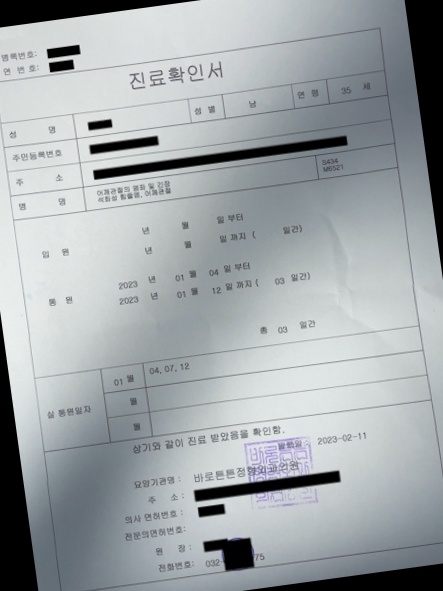 등록번호:
연 번 호:
진료확인서
성 명 성 별 남 연 령 35 세
주민등록번호
주 소
병 명 어깨관절의 염좌 및 긴장 S434
석회성 힘줄염, 어깨관절 M6521
년 월 일 부터
입 원 년 월 일 까지 ( 일간)
2023 년 01 월 04 일 부터
통 원 2023 년 01 월 12 일 까지 ( 03 일간)
총 03 일간
실 통원일자 01 월 04, 07, 12
월
월
상기와 같이 진료 받았음을 확인함.
발행일 : 2023-02-11
요양기관명 : 바로튼튼정형외과의원
주 소 :
의사 면허번호 :
전문의면허번호:
원 장 :
전화번호: 032- 75